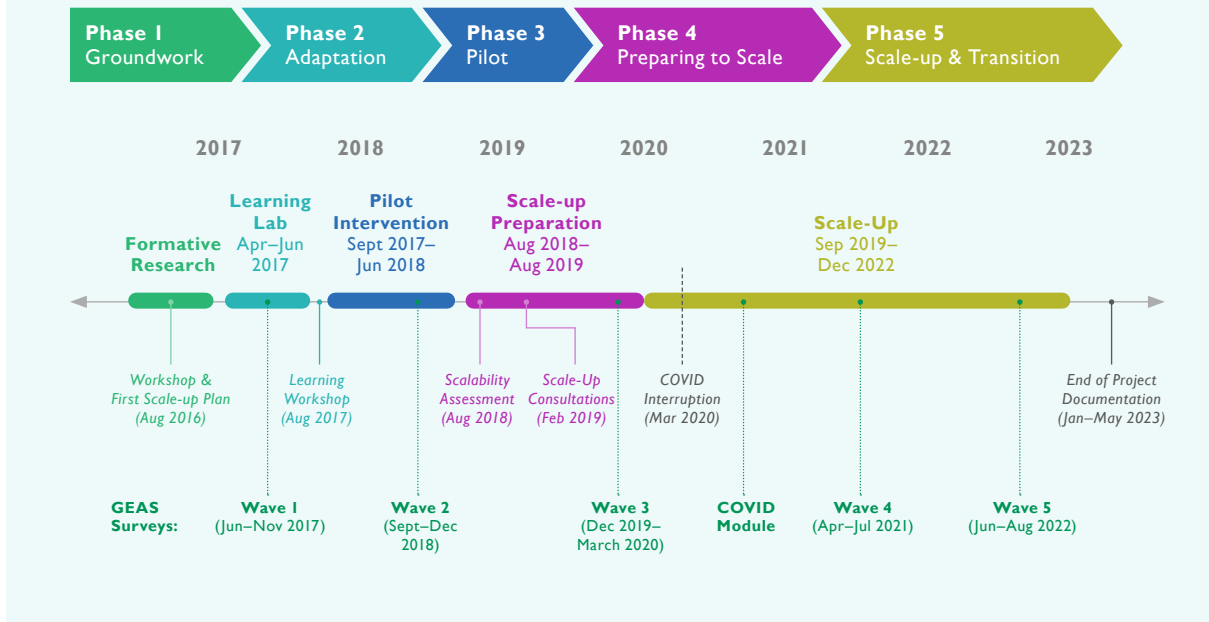 Phase 1
Groundwork
Phase 2
Adaptation
Phase 3
Pilot
Phase 4
Preparing to Scale
Phase 5
Scale-up & Transition
2017
2018
2019
2020
2021
2022
2023
Formative
Research
Learning
Lab
Apr–Jun
2017
Pilot
Intervention
Sept 2017–
Jun 2018
Scale-up
Preparation
Aug 2018–
Aug 2019
Scale-Up
Sep 2019–
Dec 2022
Workshop &
First Scale-up Plan
(Aug 2016)
Learning
Workshop
(Aug 2017)
Scalability
Assessment
(Aug 2018)
Scale-Up
Consultations
(Feb 2019)
COVID
Interruption
(Mar 2020)
End of Project
Documentation
(Jan–May 2023)
GEAS
Surveys:
Wave 1
(Jun–Nov 2017)
Wave 2
(Sept–Dec
2018)
Wave 3
(Dec 2019–
March 2020)
COVID
Module
Wave 4
(Apr–Jul 2021)
Wave 5
(Jun–Aug 2022)